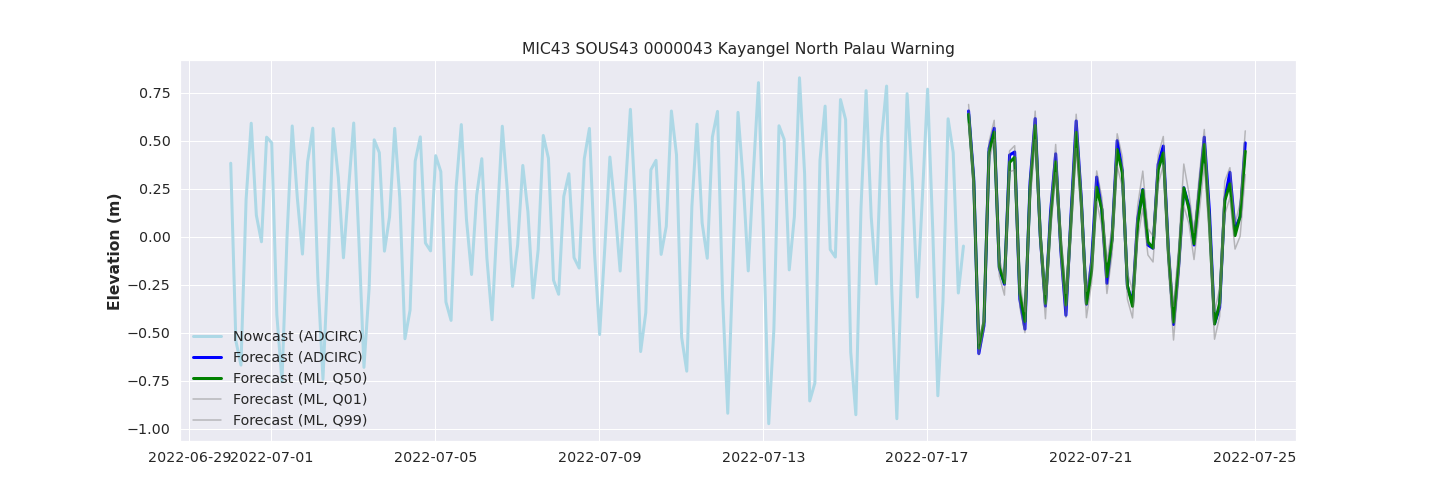 MIC43 SOUS43 0000043 Kayangel North Palau Warning
Elevation (m)
0.75
0.50
0.25
0.00
−0.25
−0.50
−0.75
−1.00
Nowcast (ADCIRC)
Forecast (ADCIRC)
Forecast (ML, Q50)
Forecast (ML, Q01)
Forecast (ML, Q99)
2022-06-29 2022-07-01 2022-07-05 2022-07-09 2022-07-13 2022-07-17 2022-07-21 2022-07-25